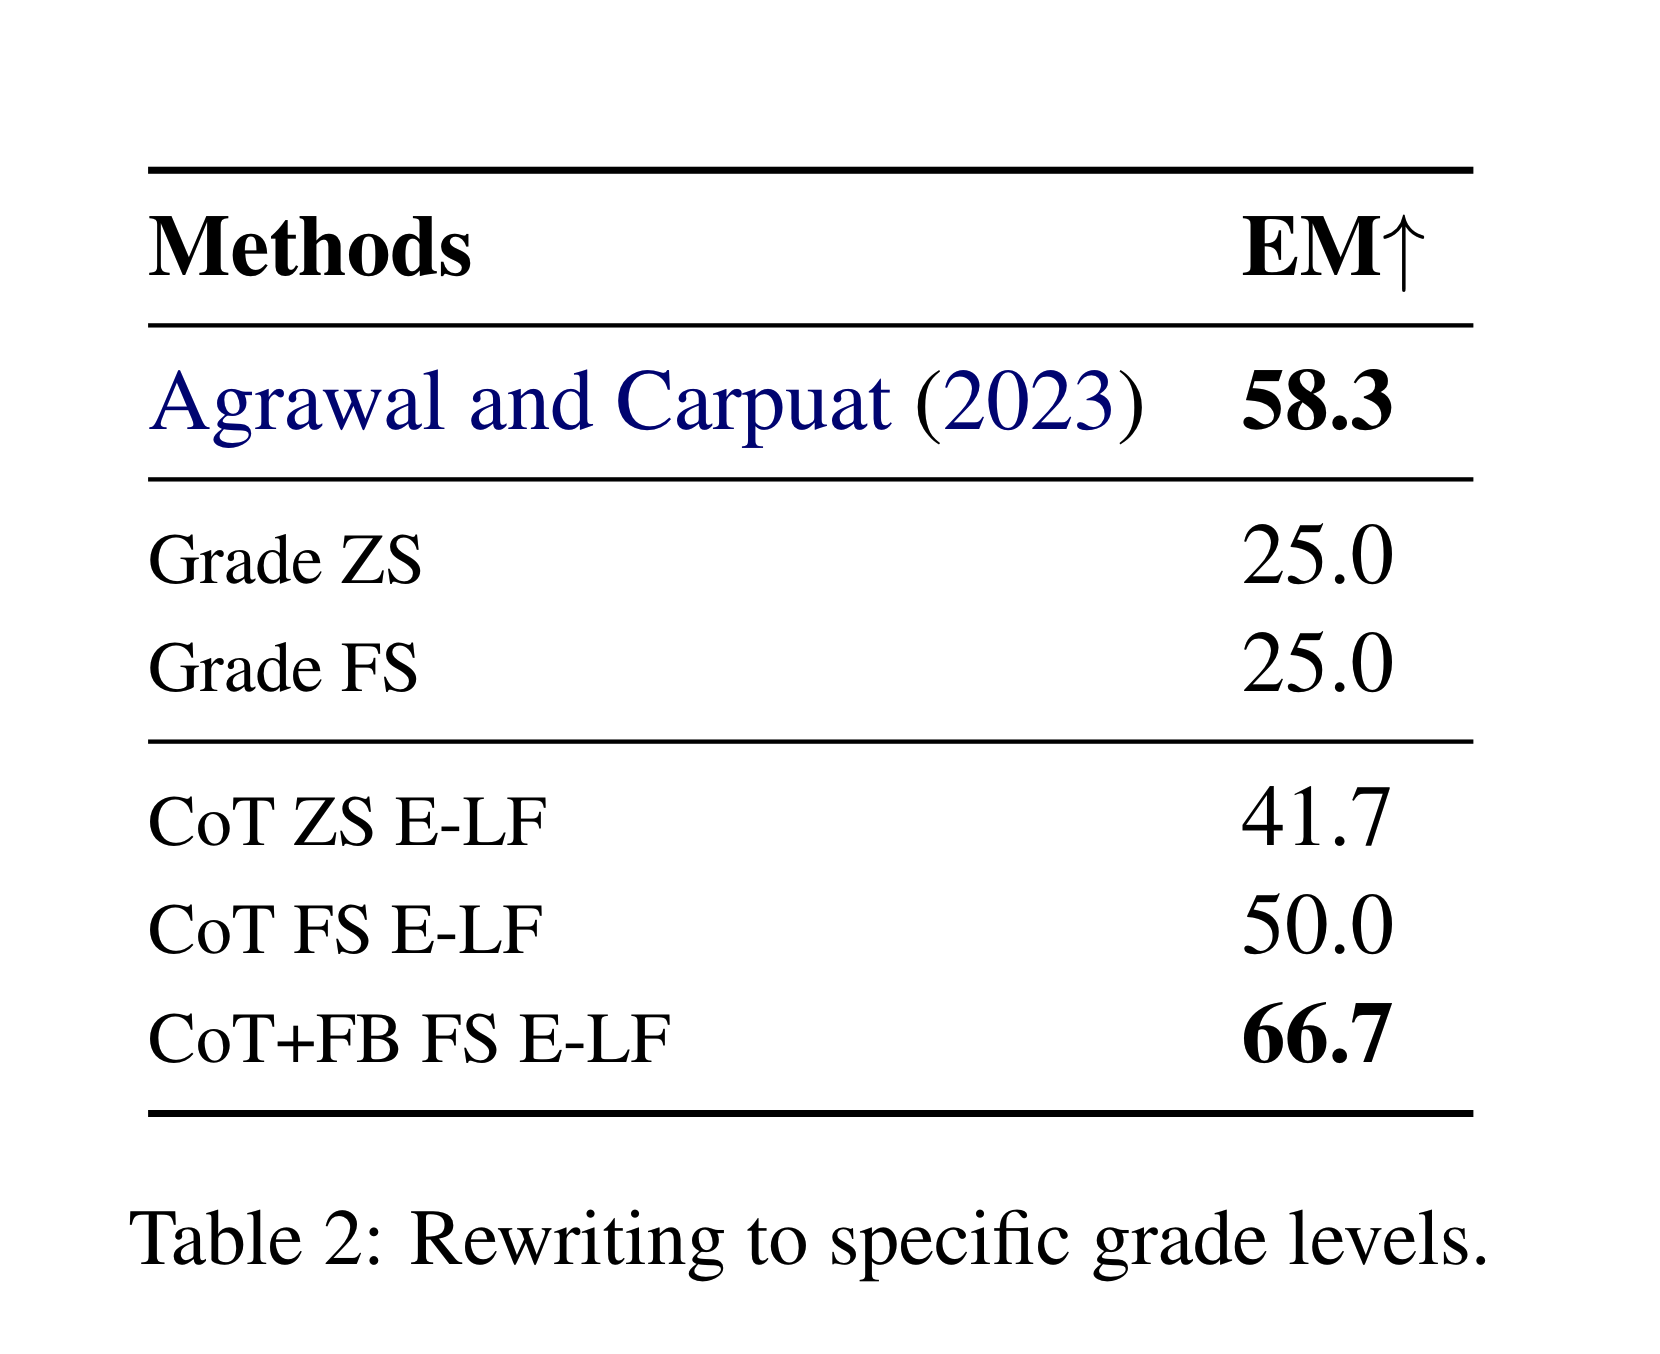 Methods EM↑
Agrawal and Carpuat (2023) 58.3
Grade ZS 25.0
Grade FS 25.0
CoT ZS E-LF 41.7
CoT FS E-LF 50.0
CoT+FB FS E-LF 66.7
Table 2: Rewriting to specific grade levels.